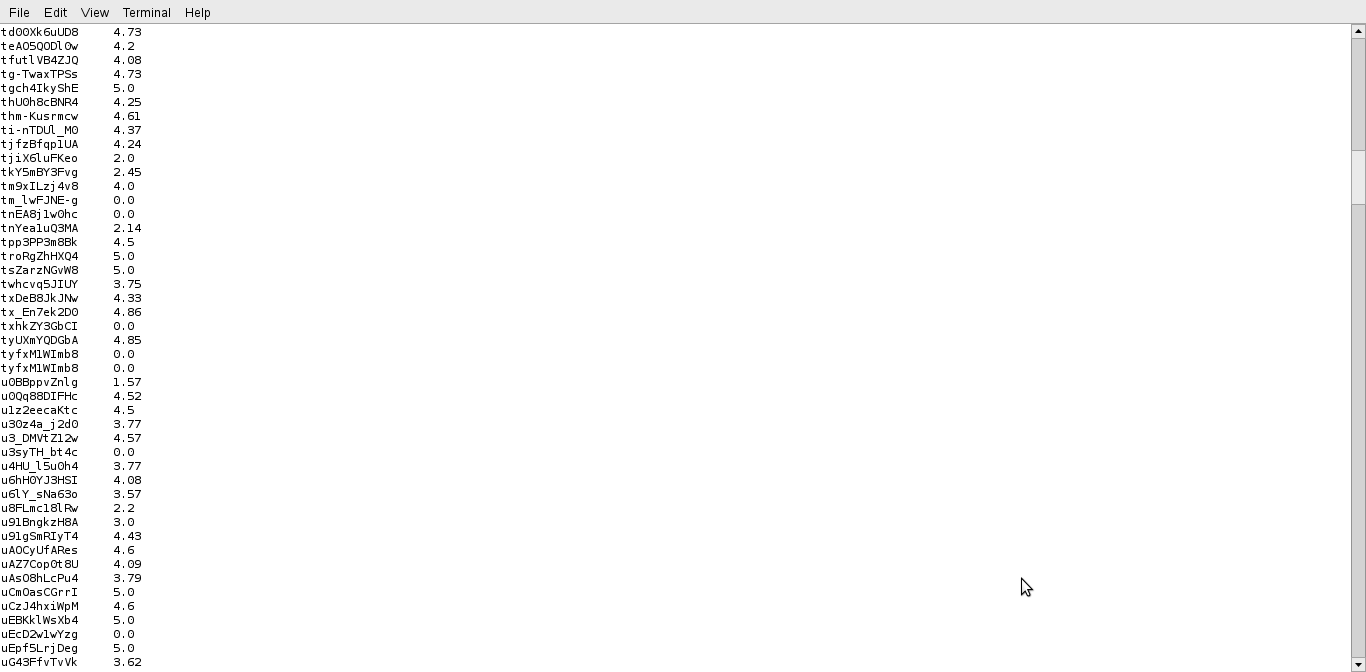 File Edit View Terminal Help
td00Xk6uUD8 4.73
teAO5QODl0w 4.2
tfutlVB4ZJQ 4.08
tg-TwaxTPSs 4.73
tgch4IkyShE 5.0
thU0h8cBNR4 4.25
thm-Kusrmcw 4.61
ti-nTDUl_M0 4.37
tjfzBfqp1UA 4.24
tjiX6luFKeo 2.0
tkY5mBY3Fvg 2.45
tm9xILzj4v8 4.0
tm_lwFJNE-g 0.0
tnEA8j1w0hc 0.0
tnYea1uQ3MA 2.14
tpp3PP3m8Bk 4.5
troRgZhHXQ4 5.0
tsZarzNGvW8 5.0
twhcvq5JIUY 3.75
txDeB8JkJNw 4.33
tx_En7ek2D0 4.86
txhkZY3GbCI 0.0
tyUXmYQDGbA 4.85
tyfxM1WImb8 0.0
tyfxM1WImb8 0.0
u0BBppvZnlg 1.57
u0Qq88DIFHc 4.52
u1z2eecaKtc 4.5
u30z4a_j2d0 3.77
u3_DMVtZ12w 4.57
u3syTH_bt4c 0.0
u4HU_l5u0h4 3.77
u6hH0YJ3HSI 4.08
u6lY_sNa63o 3.57
u8FLmc18lRw 2.2
u91BngkzH8A 3.0
u91gSmRIyT4 4.43
uAOCyUfARes 4.6
uAZ7Cop0t8U 4.09
uAsO8hLcPu4 3.79
uCmOasCGrrI 5.0
uCzJ4hxiWpM 4.6
uEBKklWsXb4 5.0
uEcD2w1wYzg 0.0
uEpf5LrjDeg 5.0
uG43FfvTvVk 3.62